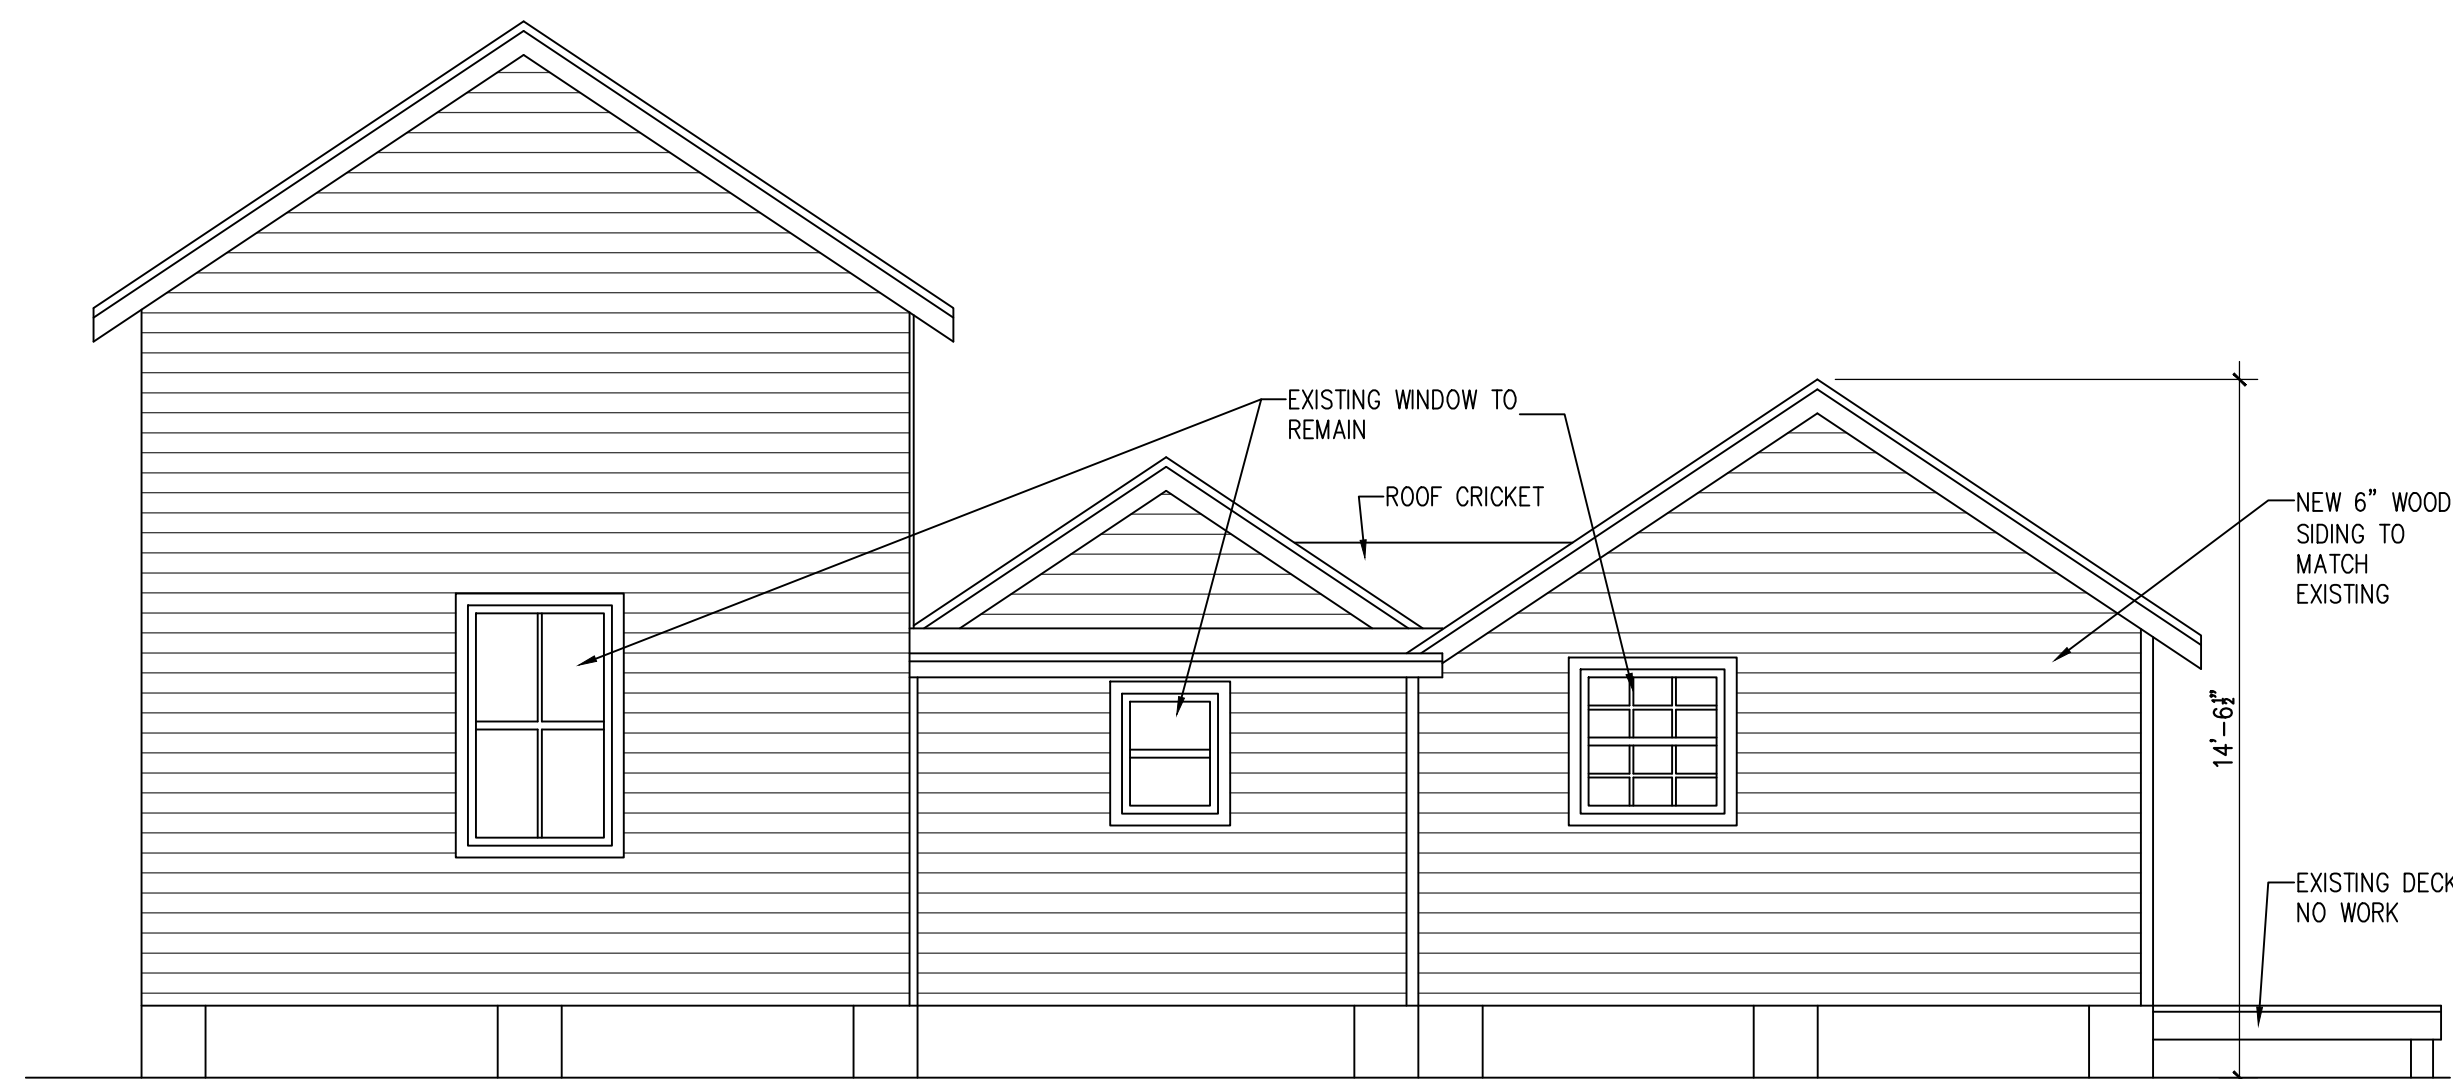 EXISTING WINDOW TO
REMAIN
ROOF CRICKET
NEW 6” WOOD
SIDING TO
MATCH
EXISTING
14'-6½”
EXISTING DECK
NO WORK